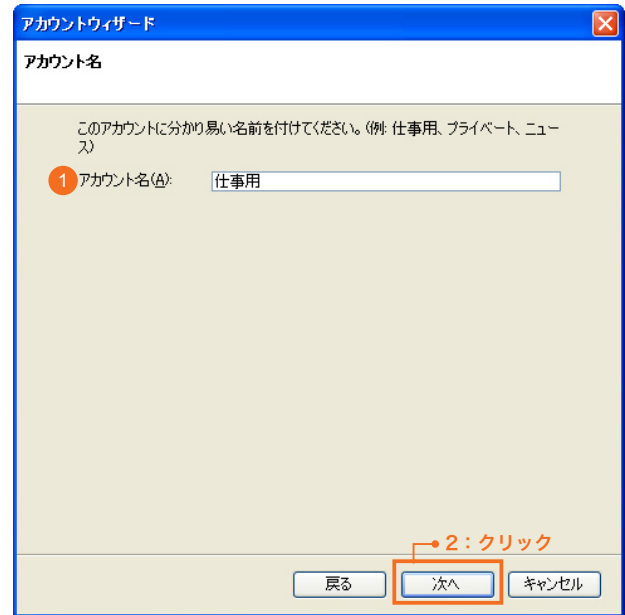 アカウントウィザード
アカウント名
このアカウントに分かり易い名前を付けてください。(例: 仕事用、プライベート、ニュー
ス)
1 アカウント名(A): 仕事用
2：クリック
戻る 次へ キャンセル